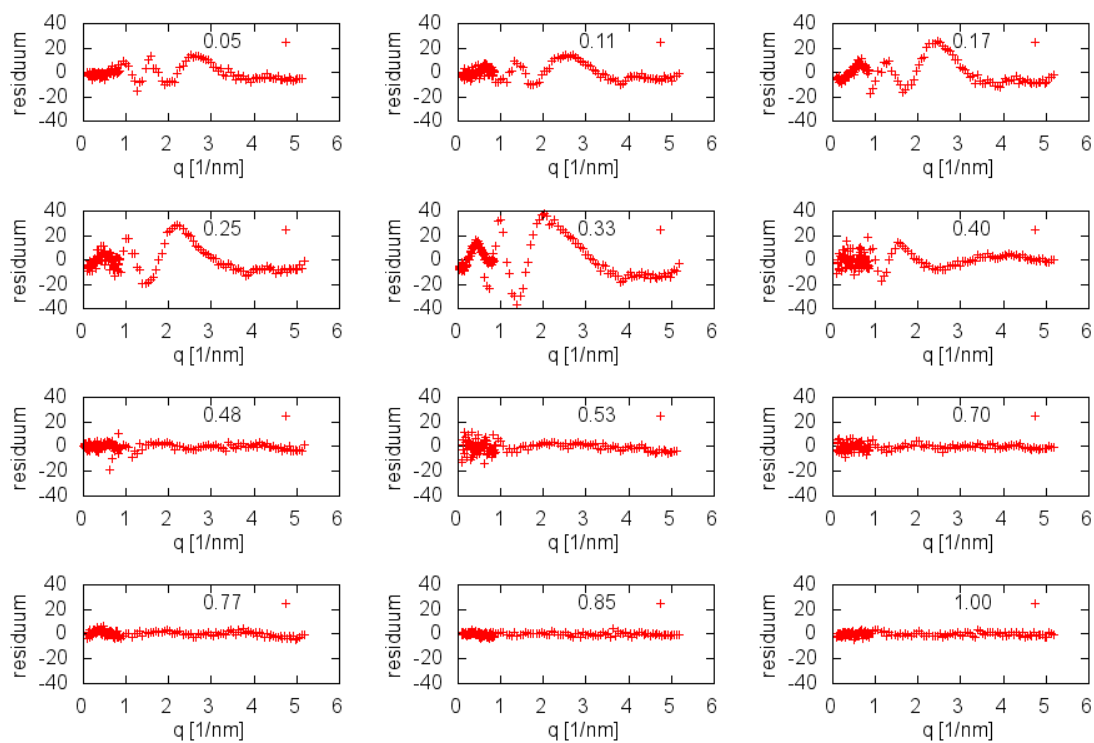 40 20 0 -20 -40 residuum 0.05 0 1 2 3 4 5 6 q [1/nm]
40 20 0 -20 -40 residuum 0.11 0 1 2 3 4 5 6 q [1/nm]
40 20 0 -20 -40 residuum 0.17 0 1 2 3 4 5 6 q [1/nm]
40 20 0 -20 -40 residuum 0.25 0 1 2 3 4 5 6 q [1/nm]
40 20 0 -20 -40 residuum 0.33 0 1 2 3 4 5 6 q [1/nm]
40 20 0 -20 -40 residuum 0.40 0 1 2 3 4 5 6 q [1/nm]
40 20 0 -20 -40 residuum 0.48 0 1 2 3 4 5 6 q [1/nm]
40 20 0 -20 -40 residuum 0.53 0 1 2 3 4 5 6 q [1/nm]
40 20 0 -20 -40 residuum 0.70 0 1 2 3 4 5 6 q [1/nm]
40 20 0 -20 -40 residuum 0.77 0 1 2 3 4 5 6 q [1/nm]
40 20 0 -20 -40 residuum 0.85 0 1 2 3 4 5 6 q [1/nm]
40 20 0 -20 -40 residuum 1.00 0 1 2 3 4 5 6 q [1/nm]